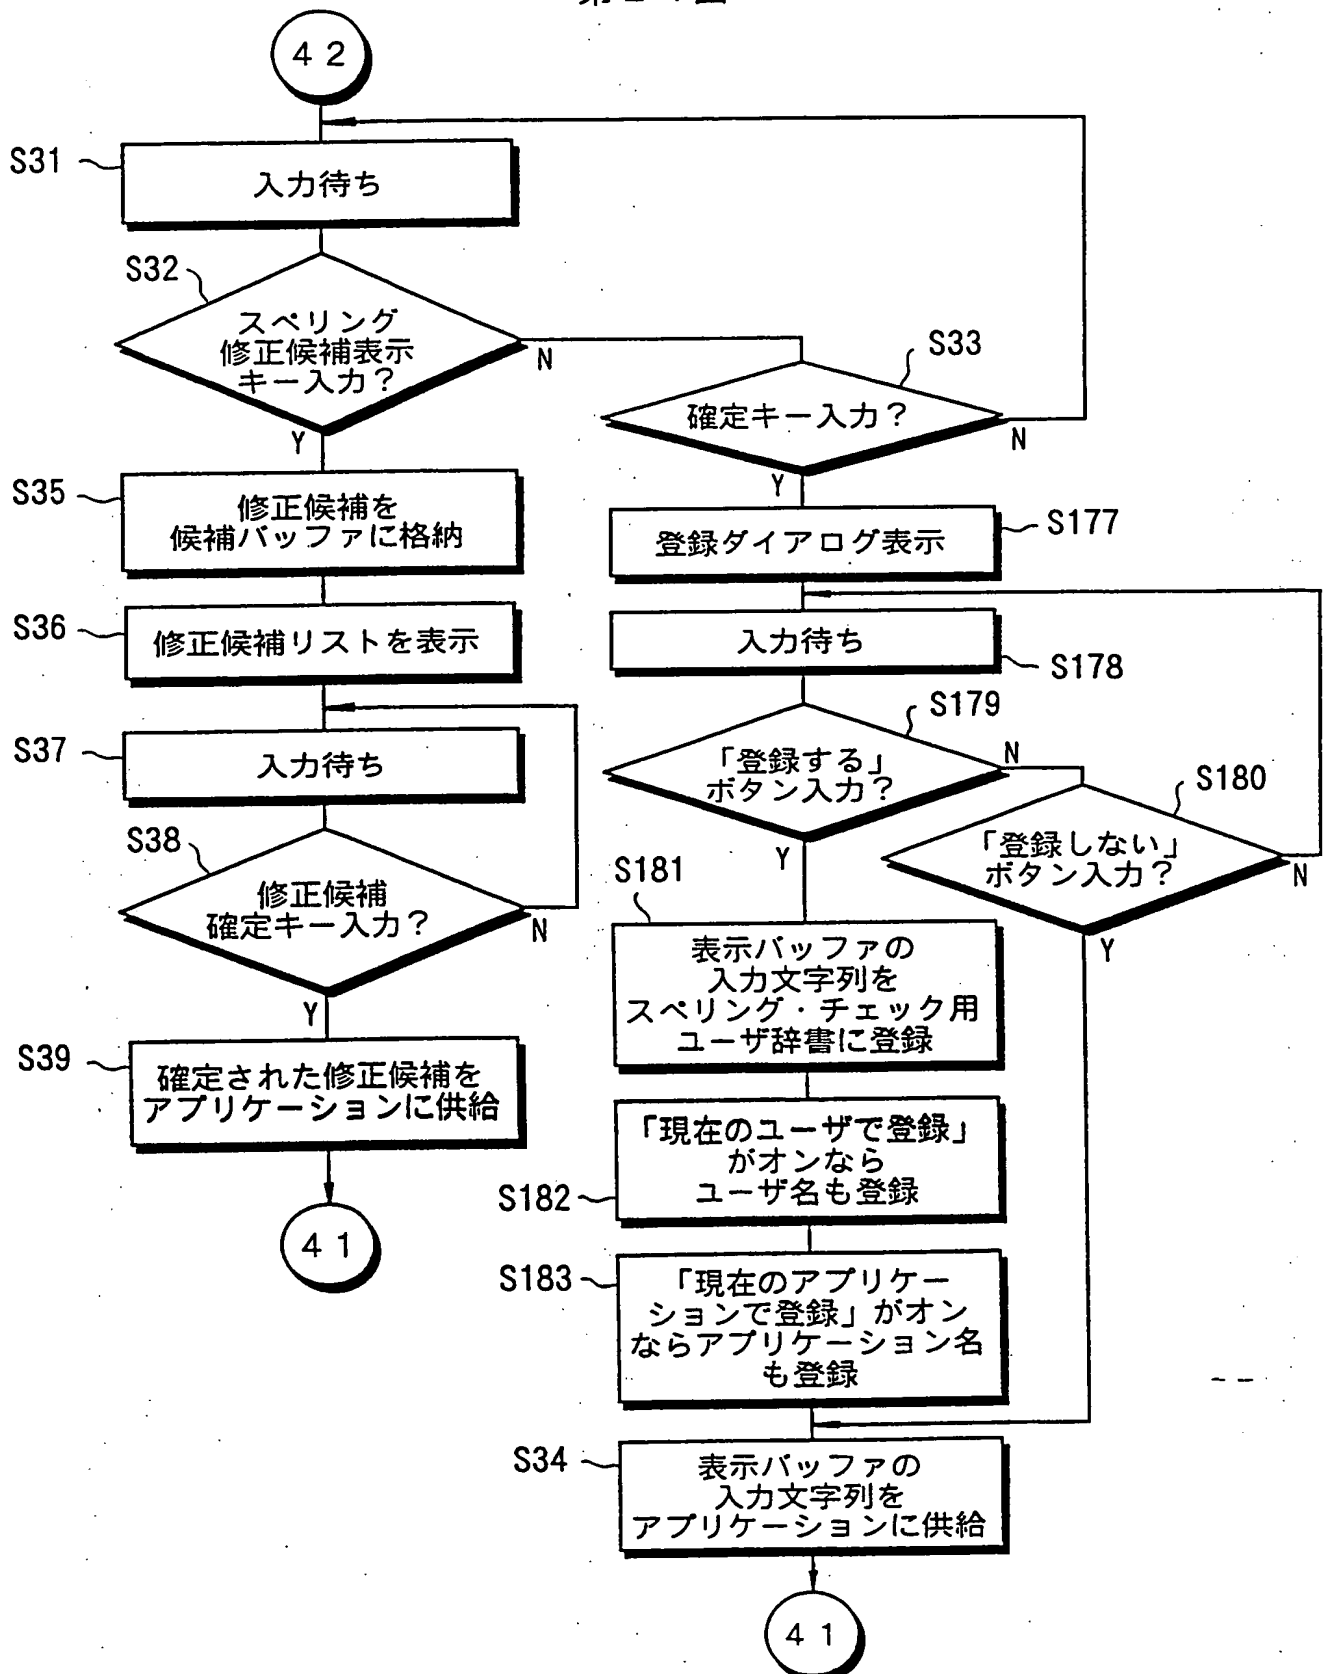 ４２
S31
入力待ち
S32
スペリング
修正候補表示
キー入力？
N
Y
S33
確定キー入力？
N
Y
S35
修正候補を
候補バッファに格納
S36
修正候補リストを表示
S37
入力待ち
S38
修正候補
確定キー入力？
N
Y
S39
確定された修正候補を
アプリケーションに供給
４１
S177
登録ダイアログ表示
入力待ち
S178
S179
「登録する」
ボタン入力？
N
Y
S180
「登録しない」
ボタン入力？
N
Y
S181
表示バッファの
入力文字列を
スペリング・チェック用
ユーザ辞書に登録
「現在のユーザで登録」
がオンなら
ユーザ名も登録
S182
S183
「現在のアプリケー
ションで登録」がオン
ならアプリケーション名
も登録
S34
表示バッファの
入力文字列を
アプリケーションに供給
４１